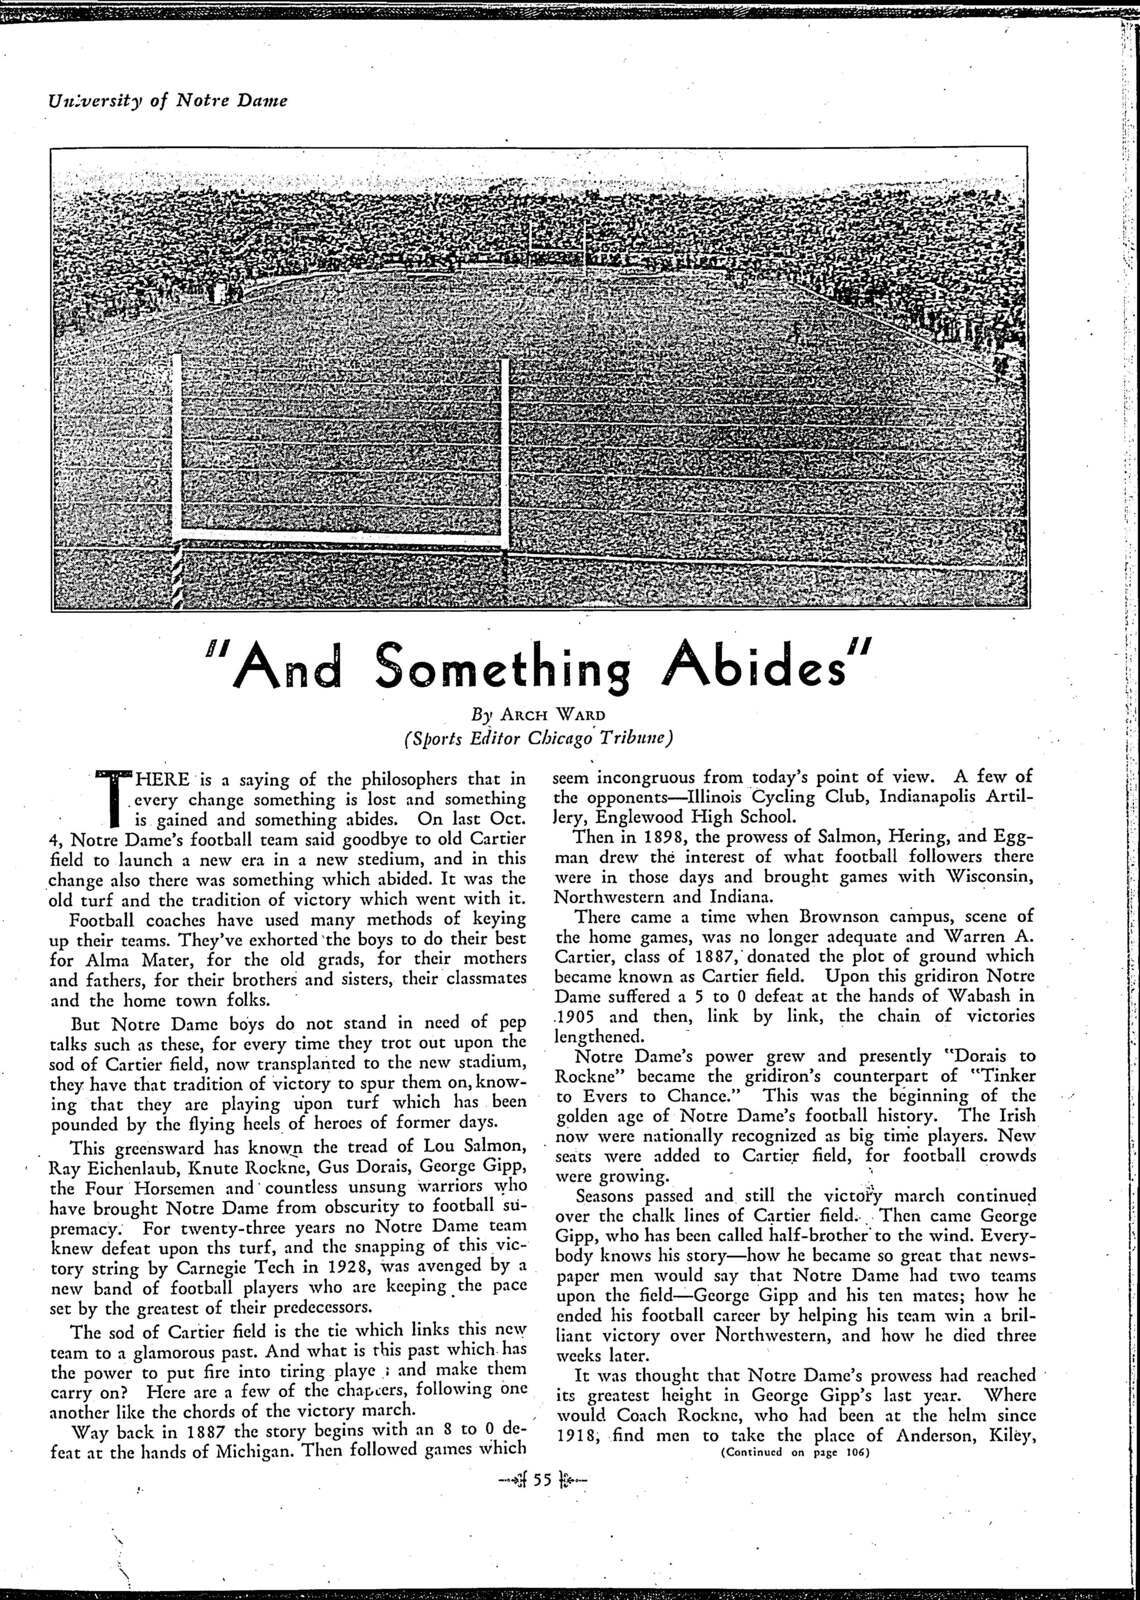 University of Notre Dame
"And Something Abides"
By ARCH WARD
(Sports Editor Chicago Tribune)
THERE is a saying of the philosophers that in
every change something is lost and something
is gained and something abides. On last Oct.
4, Notre Dame's football team said goodbye to old Cartier
field to launch a new era in a new stedium, and in this
change also there was something which abided. It was the
old turf and the tradition of victory which went with it.
Football coaches have used many methods of keying
up their teams. They've exhorted the boys to do their best
for Alma Mater, for the old grads, for their mothers
and fathers, for their brothers and sisters, their classmates
and the home town folks.
But Notre Dame boys do not stand in need of pep
talks such as these, for every time they trot out upon the
sod of Cartier field, now transplanted to the new stadium,
they have that tradition of victory to spur them on, know-
ing that they are playing upon turf which has been
pounded by the flying heels of heroes of former days.
This greensward has known the tread of Lou Salmon,
Ray Eichenlaub, Knute Rockne, Gus Dorais, George Gipp,
the Four Horsemen and countless unsung warriors who
have brought Notre Dame from obscurity to football su-
premacy. For twenty-three years no Notre Dame team
knew defeat upon ths turf, and the snapping of this vic-
tory string by Carnegie Tech in 1928, was avenged by a
new band of football players who are keeping the pace
set by the greatest of their predecessors.
The sod of Cartier field is the tie which links this new
team to a glamorous past. And what is this past which has
the power to put fire into tiring playe ; and make them
carry on? Here are a few of the chapters, following one
another like the chords of the victory march.
Way back in 1887 the story begins with an 8 to 0 de-
feat at the hands of Michigan. Then followed games which
seem incongruous from today's point of view. A few of
the opponents—Illinois Cycling Club, Indianapolis Artil-
lery, Englewood High School.
Then in 1898, the prowess of Salmon, Hering, and Egg-
man drew the interest of what football followers there
were in those days and brought games with Wisconsin,
Northwestern and Indiana.
There came a time when Brownson campus, scene of
the home games, was no longer adequate and Warren A.
Cartier, class of 1887, donated the plot of ground which
became known as Cartier field. Upon this gridiron Notre
Dame suffered a 5 to 0 defeat at the hands of Wabash in
1905 and then, link by link, the chain of victories
lengthened.
Notre Dame's power grew and presently "Dorais to
Rockne" became the gridiron's counterpart of "Tinker
to Evers to Chance." This was the beginning of the
golden age of Notre Dame's football history. The Irish
now were nationally recognized as big time players. New
seats were added to Cartier field, for football crowds
were growing.
Seasons passed and still the victory march continued
over the chalk lines of Cartier field. Then came George
Gipp, who has been called half-brother to the wind. Every-
body knows his story—how he became so great that news-
paper men would say that Notre Dame had two teams
upon the field—George Gipp and his ten mates; how he
ended his football career by helping his team win a bril-
liant victory over Northwestern, and how he died three
weeks later.
It was thought that Notre Dame's prowess had reached
its greatest height in George Gipp's last year. Where
would Coach Rockne, who had been at the helm since
1918, find men to take the place of Anderson, Kiley,
(Continued on page 106)
55